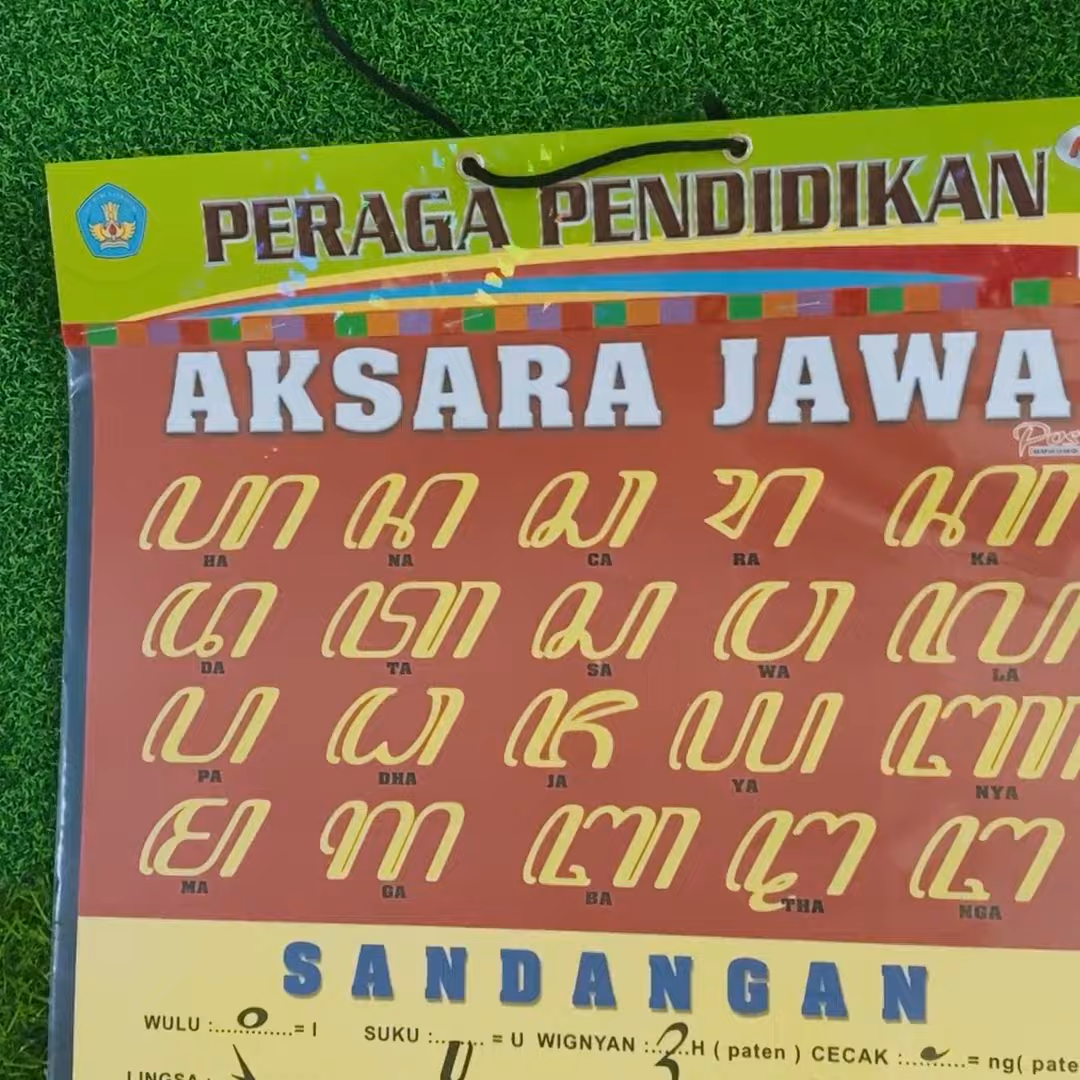 PERAGA PENDIDIKAN
AKSARA JAWA
ꦲ ꦤ ꦕ ꦫ ꦏ
HA NA CA RA KA
ꦢ ꦠ ꦱ ꦮ ꦭ
DA TA SA WA LA
ꦥ ꦝ ꦗ ꦪ ꦚ
PA DHA JA YA NYA
ꦩ ꦒ ꦧ ꦛ ꦔ
MA GA BA THA NGA
SANDANGAN
WULU :.............= I SUKU :........ = U WIGNYAN :......H ( paten ) CECAK :..........= ng( pate
LINGSA :